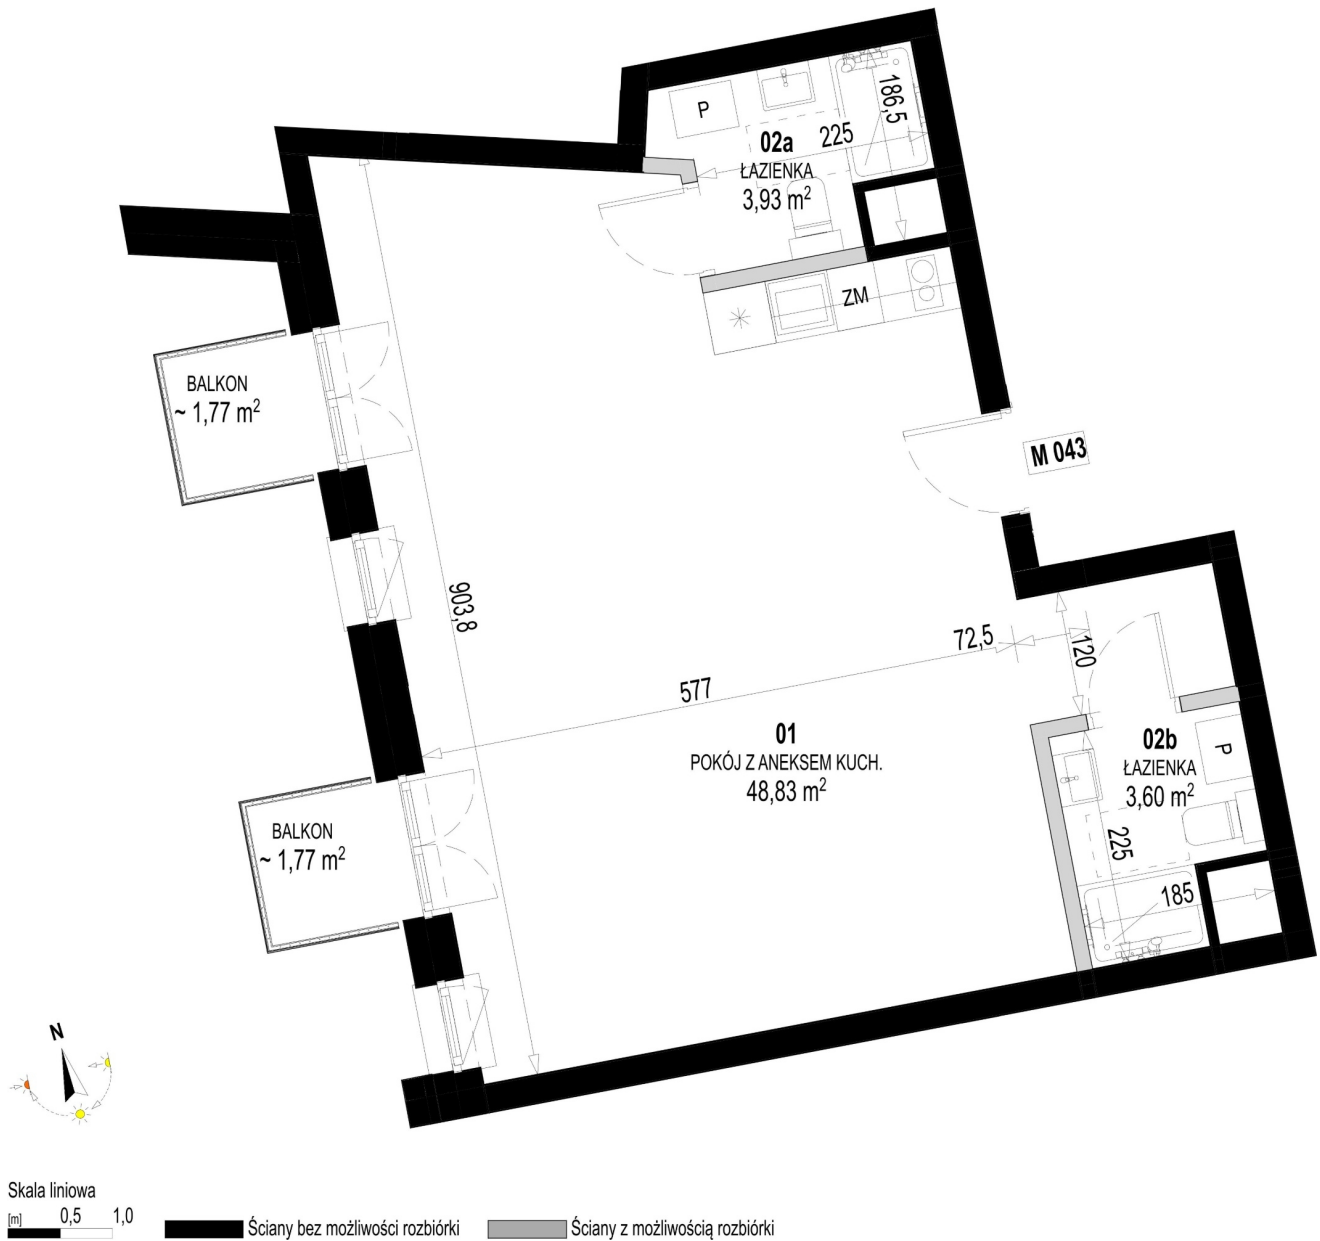 P
02a
ŁAZIENKA
3,93 m²
225
186,5
ZM
BALKON
~ 1,77 m²
M 043
903,8
72,5
120
577
01
POKÓJ Z ANEKSEM KUCH.
48,83 m²
02b
ŁAZIENKA
3,60 m²
P
225
185
BALKON
~ 1,77 m²
N
Skala liniowa
[m] 0,5 1,0
Ściany bez możliwości rozbiórki
Ściany z możliwością rozbiórki